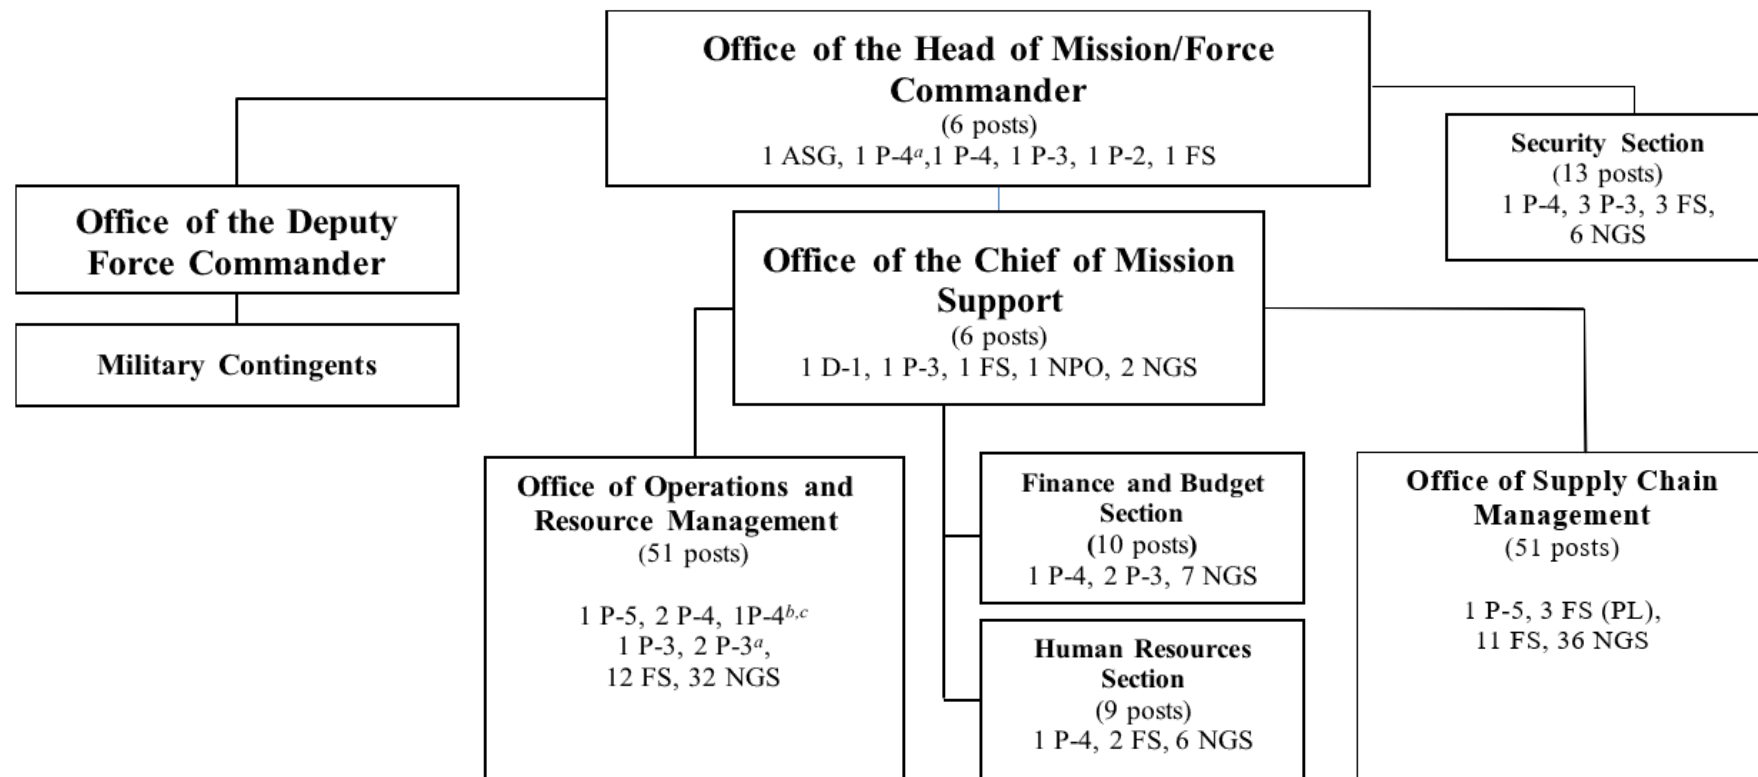 Office of the Head of Mission/Force
Commander
(6 posts)
1 ASG, 1 P-4ᵃ,1 P-4, 1 P-3, 1 P-2, 1 FS
Security Section
(13 posts)
1 P-4, 3 P-3, 3 FS,
6 NGS
Office of the Deputy
Force Commander
Military Contingents
Office of the Chief of Mission
Support
(6 posts)
1 D-1, 1 P-3, 1 FS, 1 NPO, 2 NGS
Office of Operations and
Resource Management
(51 posts)
1 P-5, 2 P-4, 1P-4ᵇ,ᶜ
1 P-3, 2 P-3ᵃ,
12 FS, 32 NGS
Finance and Budget
Section
(10 posts)
1 P-4, 2 P-3, 7 NGS
Human Resources
Section
(9 posts)
1 P-4, 2 FS, 6 NGS
Office of Supply Chain
Management
(51 posts)
1 P-5, 3 FS (PL),
11 FS, 36 NGS